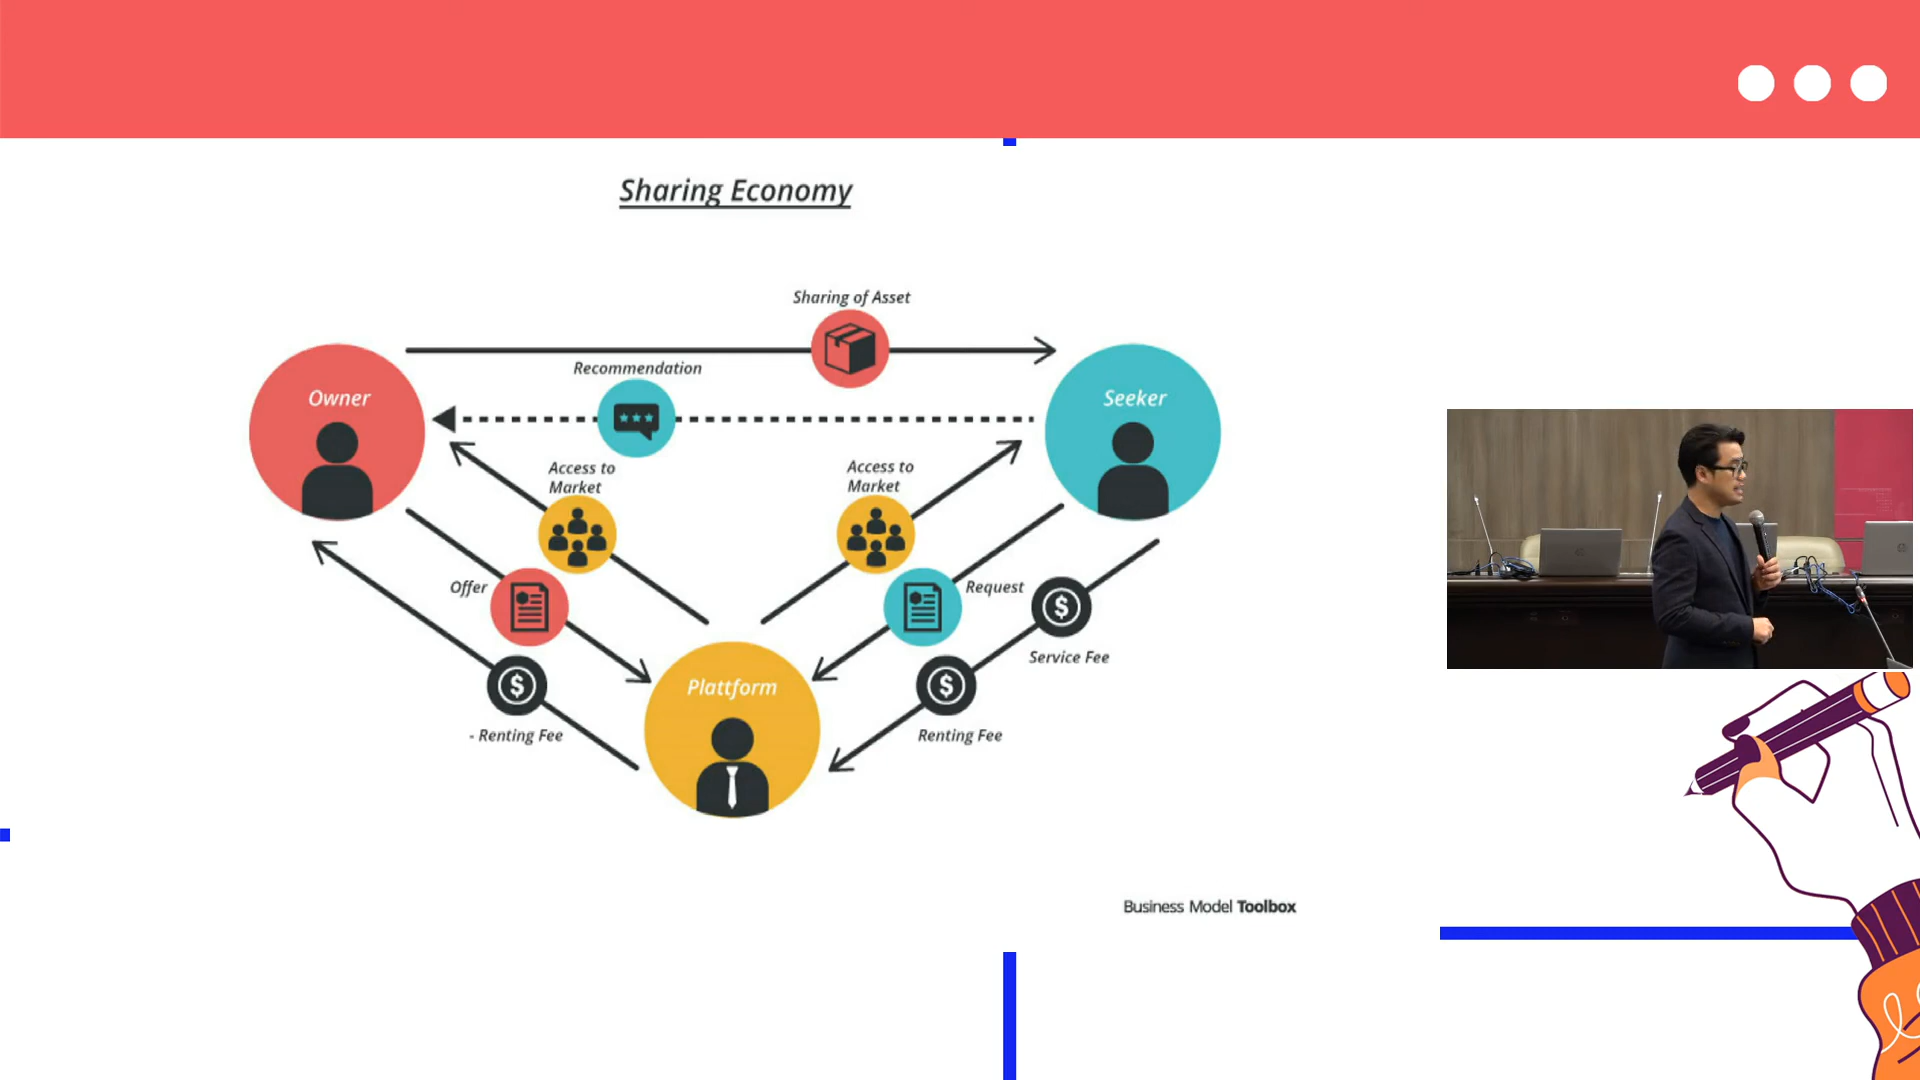 Sharing Economy
Sharing of Asset
Recommendation
Owner
Seeker
Access to
Market
Access to
Market
Offer
Request
Service Fee
Plattform
- Renting Fee
Renting Fee
Business Model Toolbox